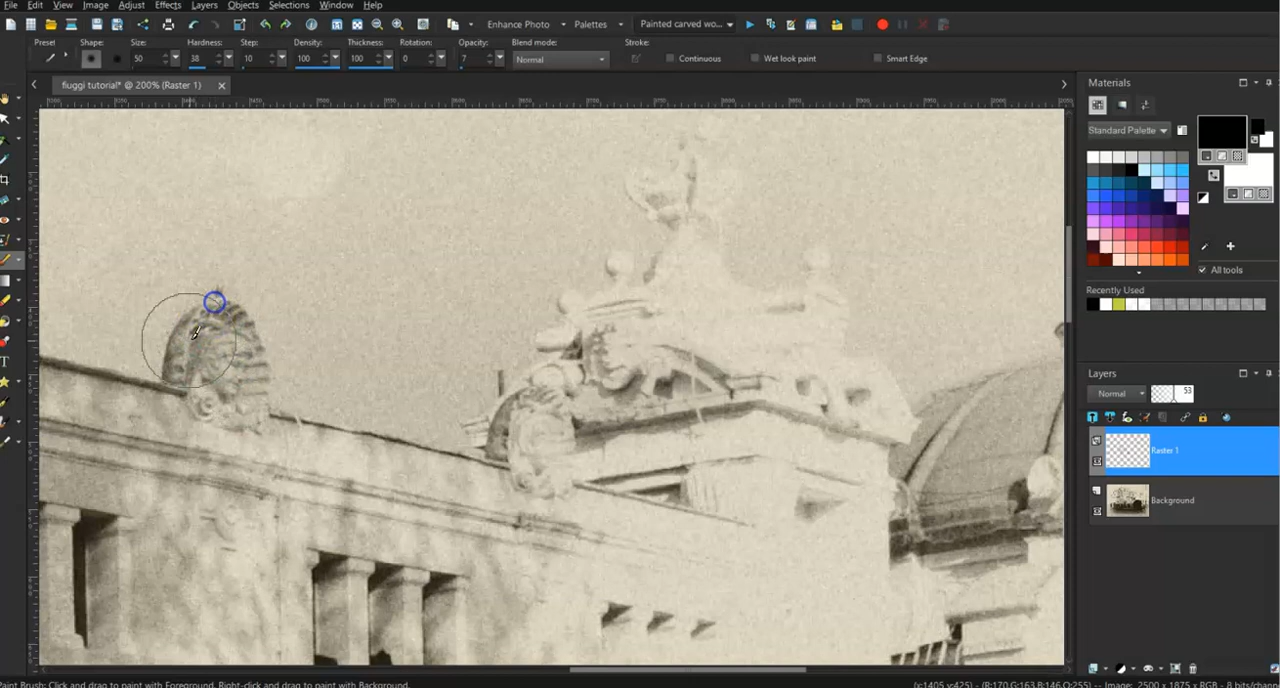 File Edit View Image Adjust Effects Layers Objects Selections Window Help
Enhance Photo Palettes Painted carved wo...
Preset Shape: Size: Hardness: Step: Density: Thickness: Rotation: Opacity: Blend mode: Stroke:
50 38 10 100 100 0 7 Normal Continuous Wet look paint Smart Edge
fiuggi tutorial* @ 200% (Raster 1)
Materials
Standard Palette
All tools
Recently Used
Layers
Normal 53
Raster 1
Background
Paint Brush: Click and drag to paint with Foreground. Right-click and drag to paint with Background.
(x:1405 y:425) -- (R:170,G:163,B:146,O:255) -- Image: 2500 x 1875 x RGB - 8 bits/chann